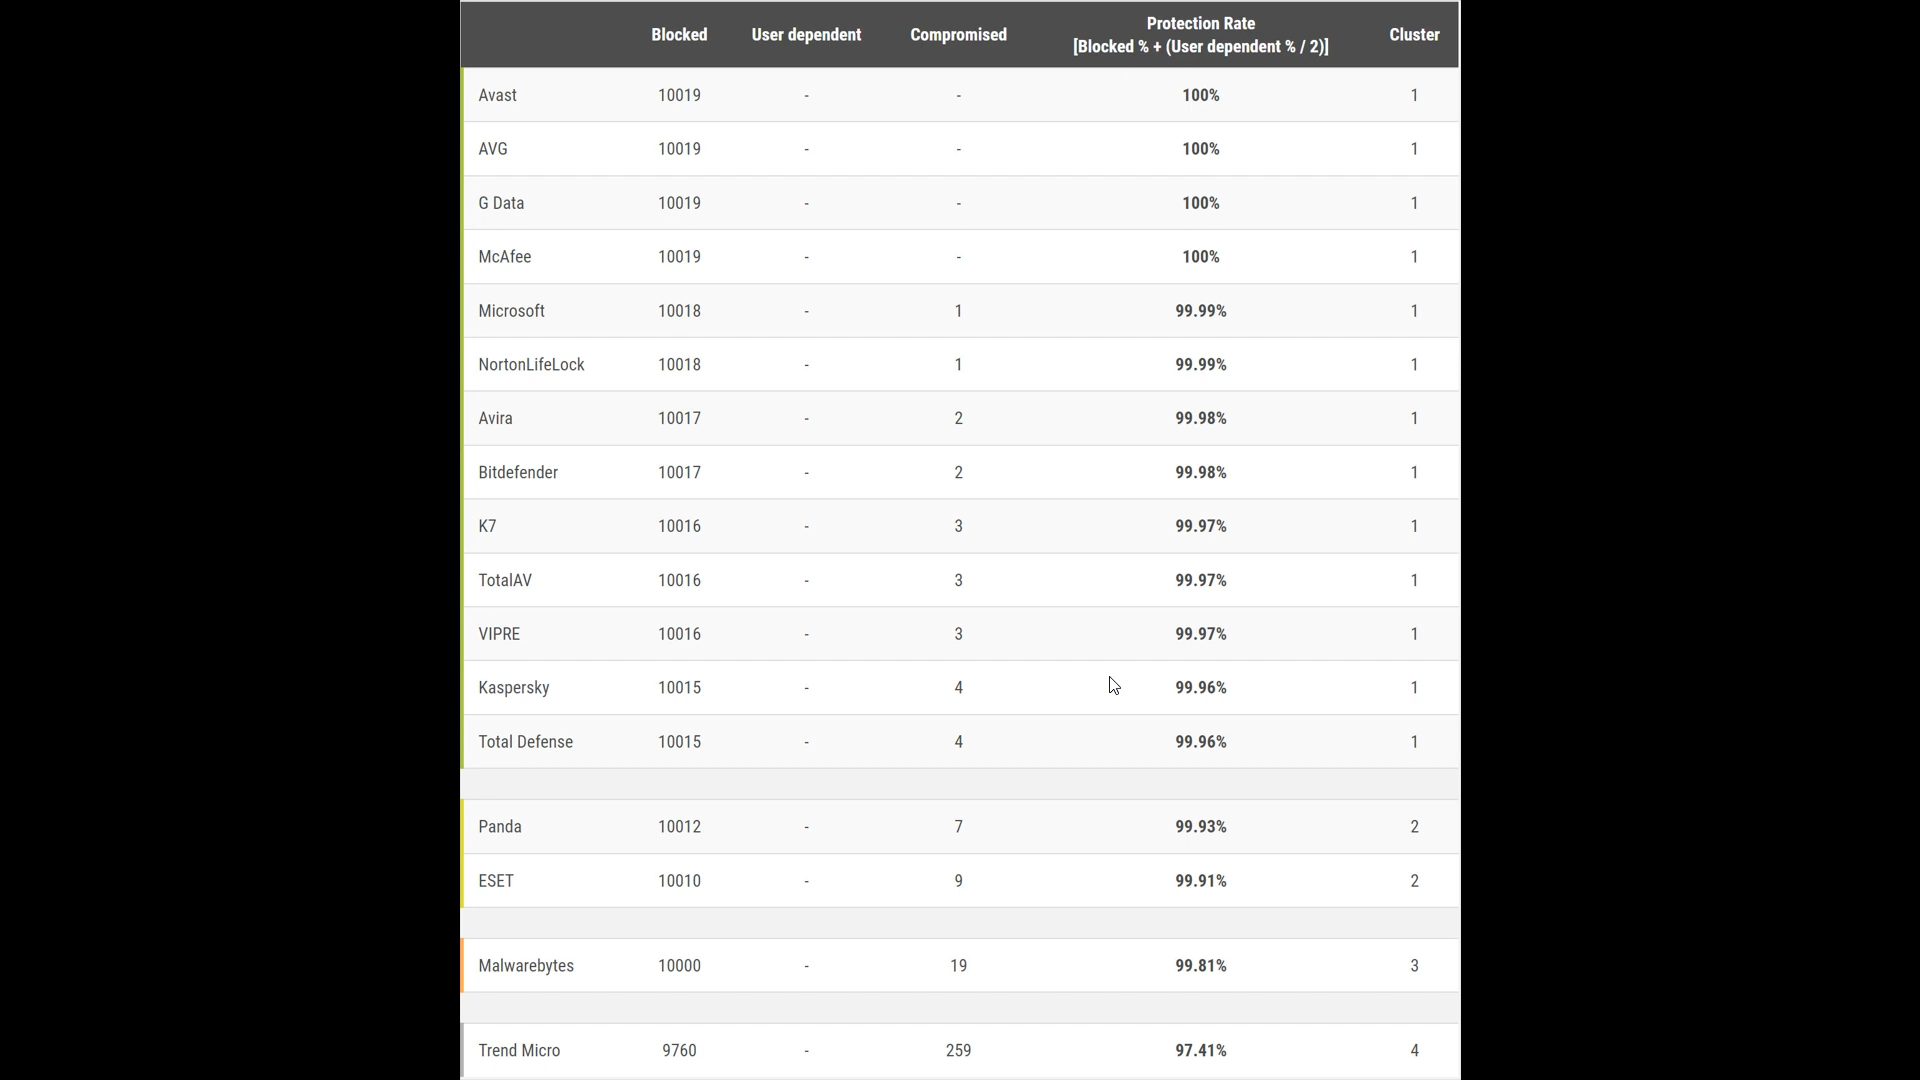 Blocked User dependent Compromised Protection Rate [Blocked % + (User dependent % / 2)] Cluster
Avast 10019 - - 100% 1
AVG 10019 - - 100% 1
G Data 10019 - - 100% 1
McAfee 10019 - - 100% 1
Microsoft 10018 - 1 99.99% 1
NortonLifeLock 10018 - 1 99.99% 1
Avira 10017 - 2 99.98% 1
Bitdefender 10017 - 2 99.98% 1
K7 10016 - 3 99.97% 1
TotalAV 10016 - 3 99.97% 1
VIPRE 10016 - 3 99.97% 1
Kaspersky 10015 - 4 99.96% 1
Total Defense 10015 - 4 99.96% 1
Panda 10012 - 7 99.93% 2
ESET 10010 - 9 99.91% 2
Malwarebytes 10000 - 19 99.81% 3
Trend Micro 9760 - 259 97.41% 4